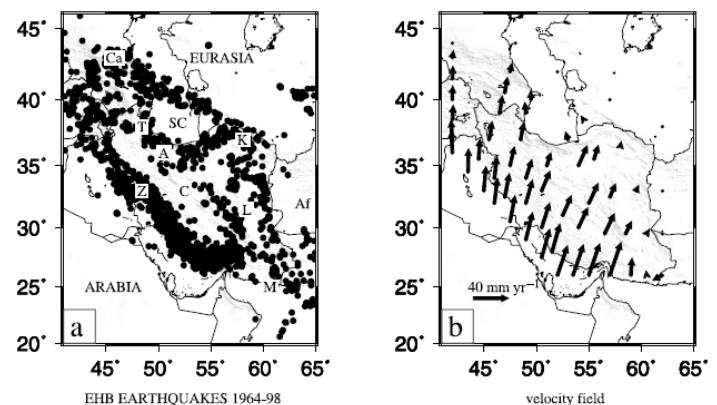 45°
40°
35°
30°
25°
20°
45° 50° 55° 60° 65°
Ca
EURASIA
T
SC
A
K
Z
C
L
Af
ARABIA
M
a
EHB EARTHQUAKES 1964-98
45°
40°
35°
30°
25°
20°
45° 50° 55° 60° 65°
40 mm yr⁻¹
b
velocity field